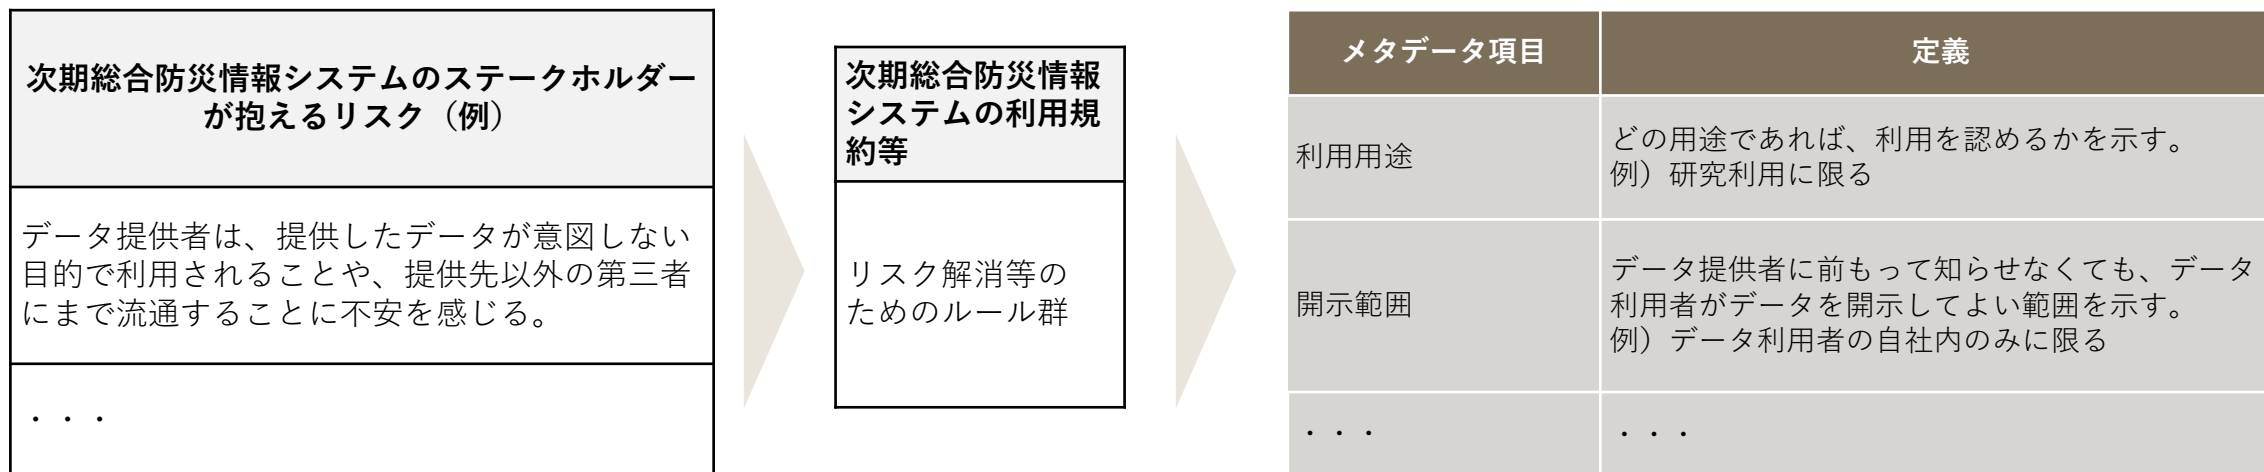 次期総合防災情報システムのステークホルダー
が抱えるリスク（例）
データ提供者は、提供したデータが意図しない
目的で利用されることや、提供先以外の第三者
にまで流通することに不安を感じる。
・・・
次期総合防災情報
システムの利用規
約等
リスク解消等の
ためのルール群
メタデータ項目
定義
利用用途
どの用途であれば、利用を認めるかを示す。
例）研究利用に限る
開示範囲
データ提供者に前もって知らせなくても、データ
利用者がデータを開示してよい範囲を示す。
例）データ利用者の自社内のみに限る
・・・
・・・